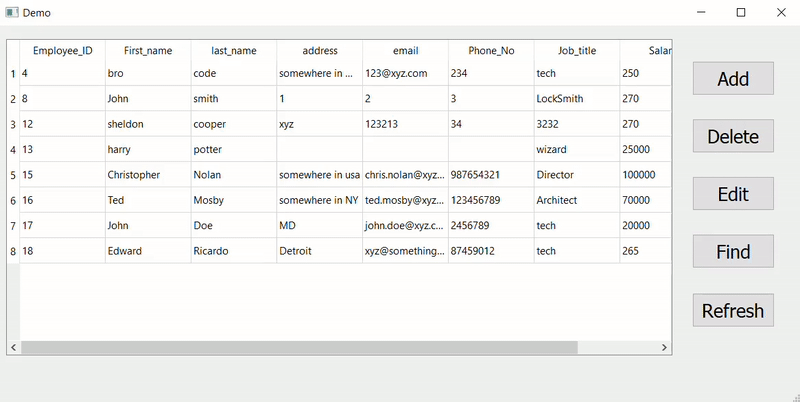 Demo
Employee_ID First_name last_name address email Phone_No Job_title Salar
1 4 bro code somewhere in ... 123@xyz.com 234 tech 250
2 8 John smith 1 2 3 LockSmith 270
3 12 sheldon cooper xyz 123213 34 3232 270
4 13 harry potter wizard 25000
5 15 Christopher Nolan somewhere in usa chris.nolan@xyz... 987654321 Director 100000
6 16 Ted Mosby somewhere in NY ted.mosby@xyz... 123456789 Architect 70000
7 17 John Doe MD john.doe@xyz.c... 2456789 tech 20000
8 18 Edward Ricardo Detroit xyz@something... 87459012 tech 265
Add
Delete
Edit
Find
Refresh